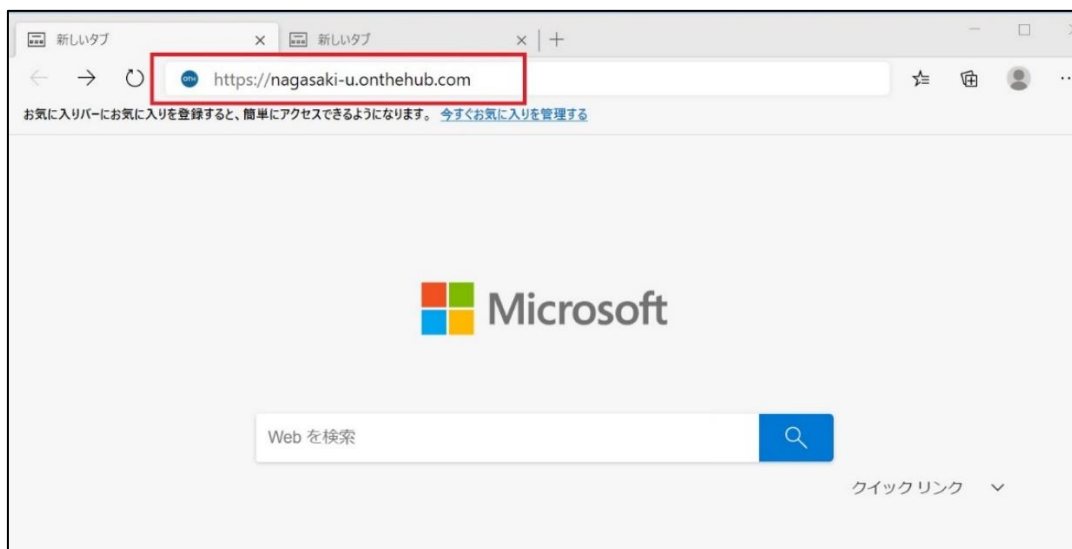 新しいタブ 新しいタブ
https://nagasaki-u.onthehub.com
お気に入りバーにお気に入りを登録すると、簡単にアクセスできるようになります。 今すぐお気に入りを管理する
Microsoft
Web を検索
クイック リンク